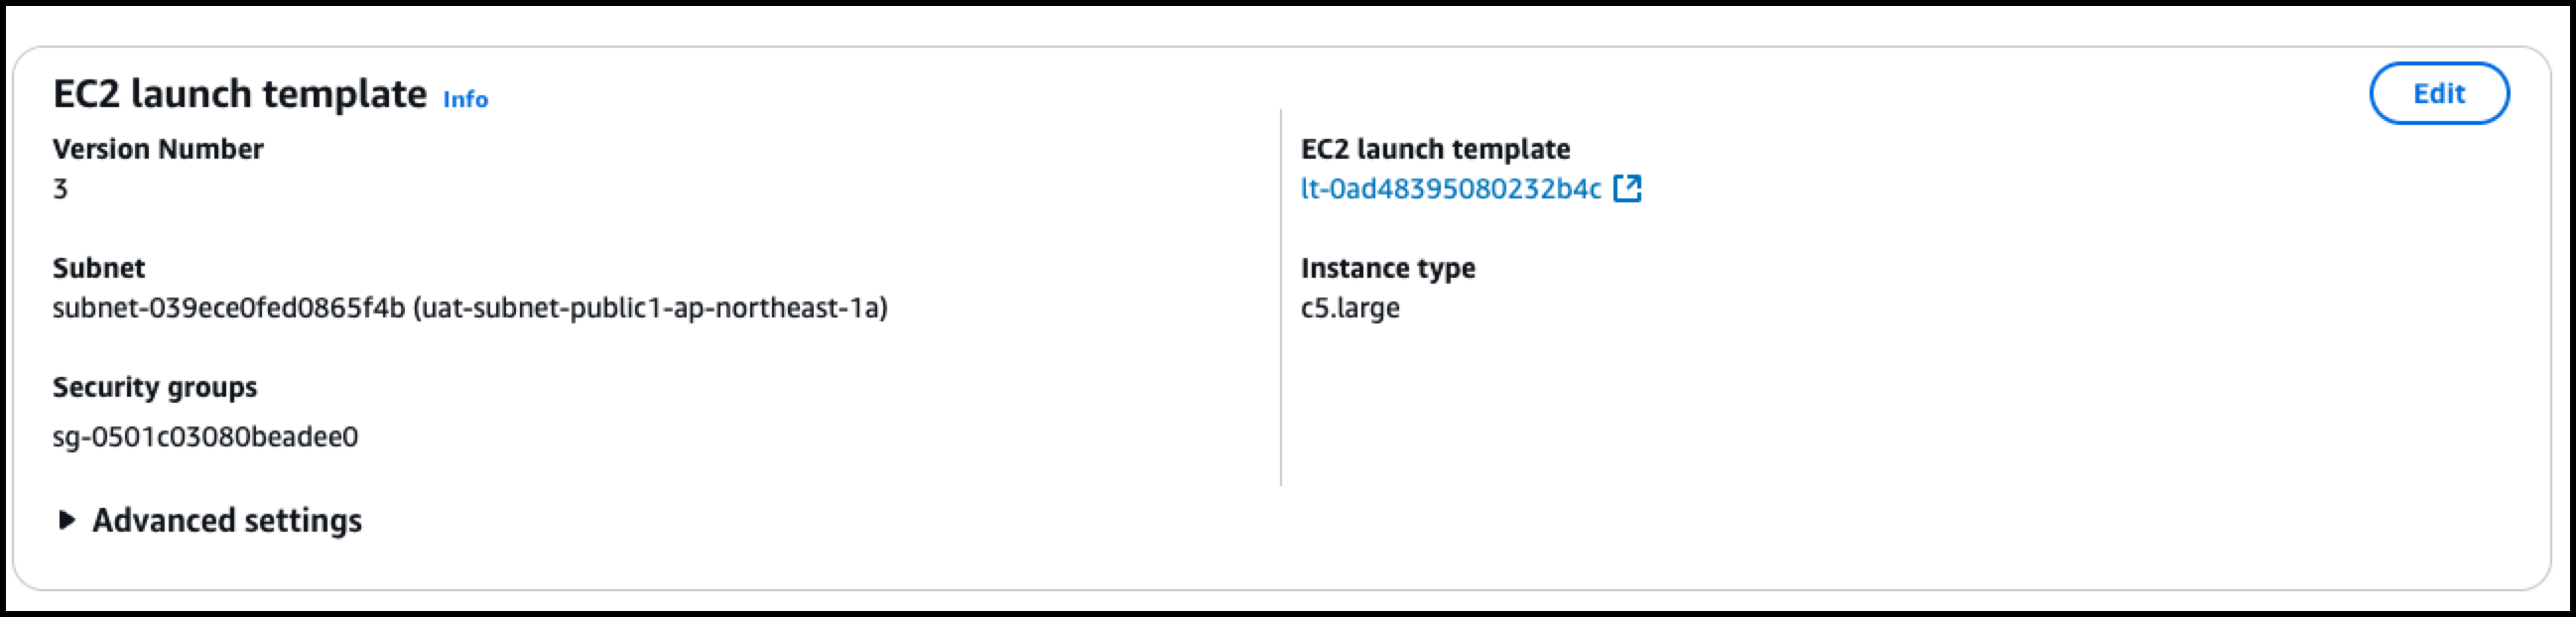 EC2 launch template Info
Edit
Version Number
3
EC2 launch template
lt-0ad48395080232b4c
Subnet
subnet-039ece0fed0865f4b (uat-subnet-public1-ap-northeast-1a)
Instance type
c5.large
Security groups
sg-0501c03080beadee0
Advanced settings